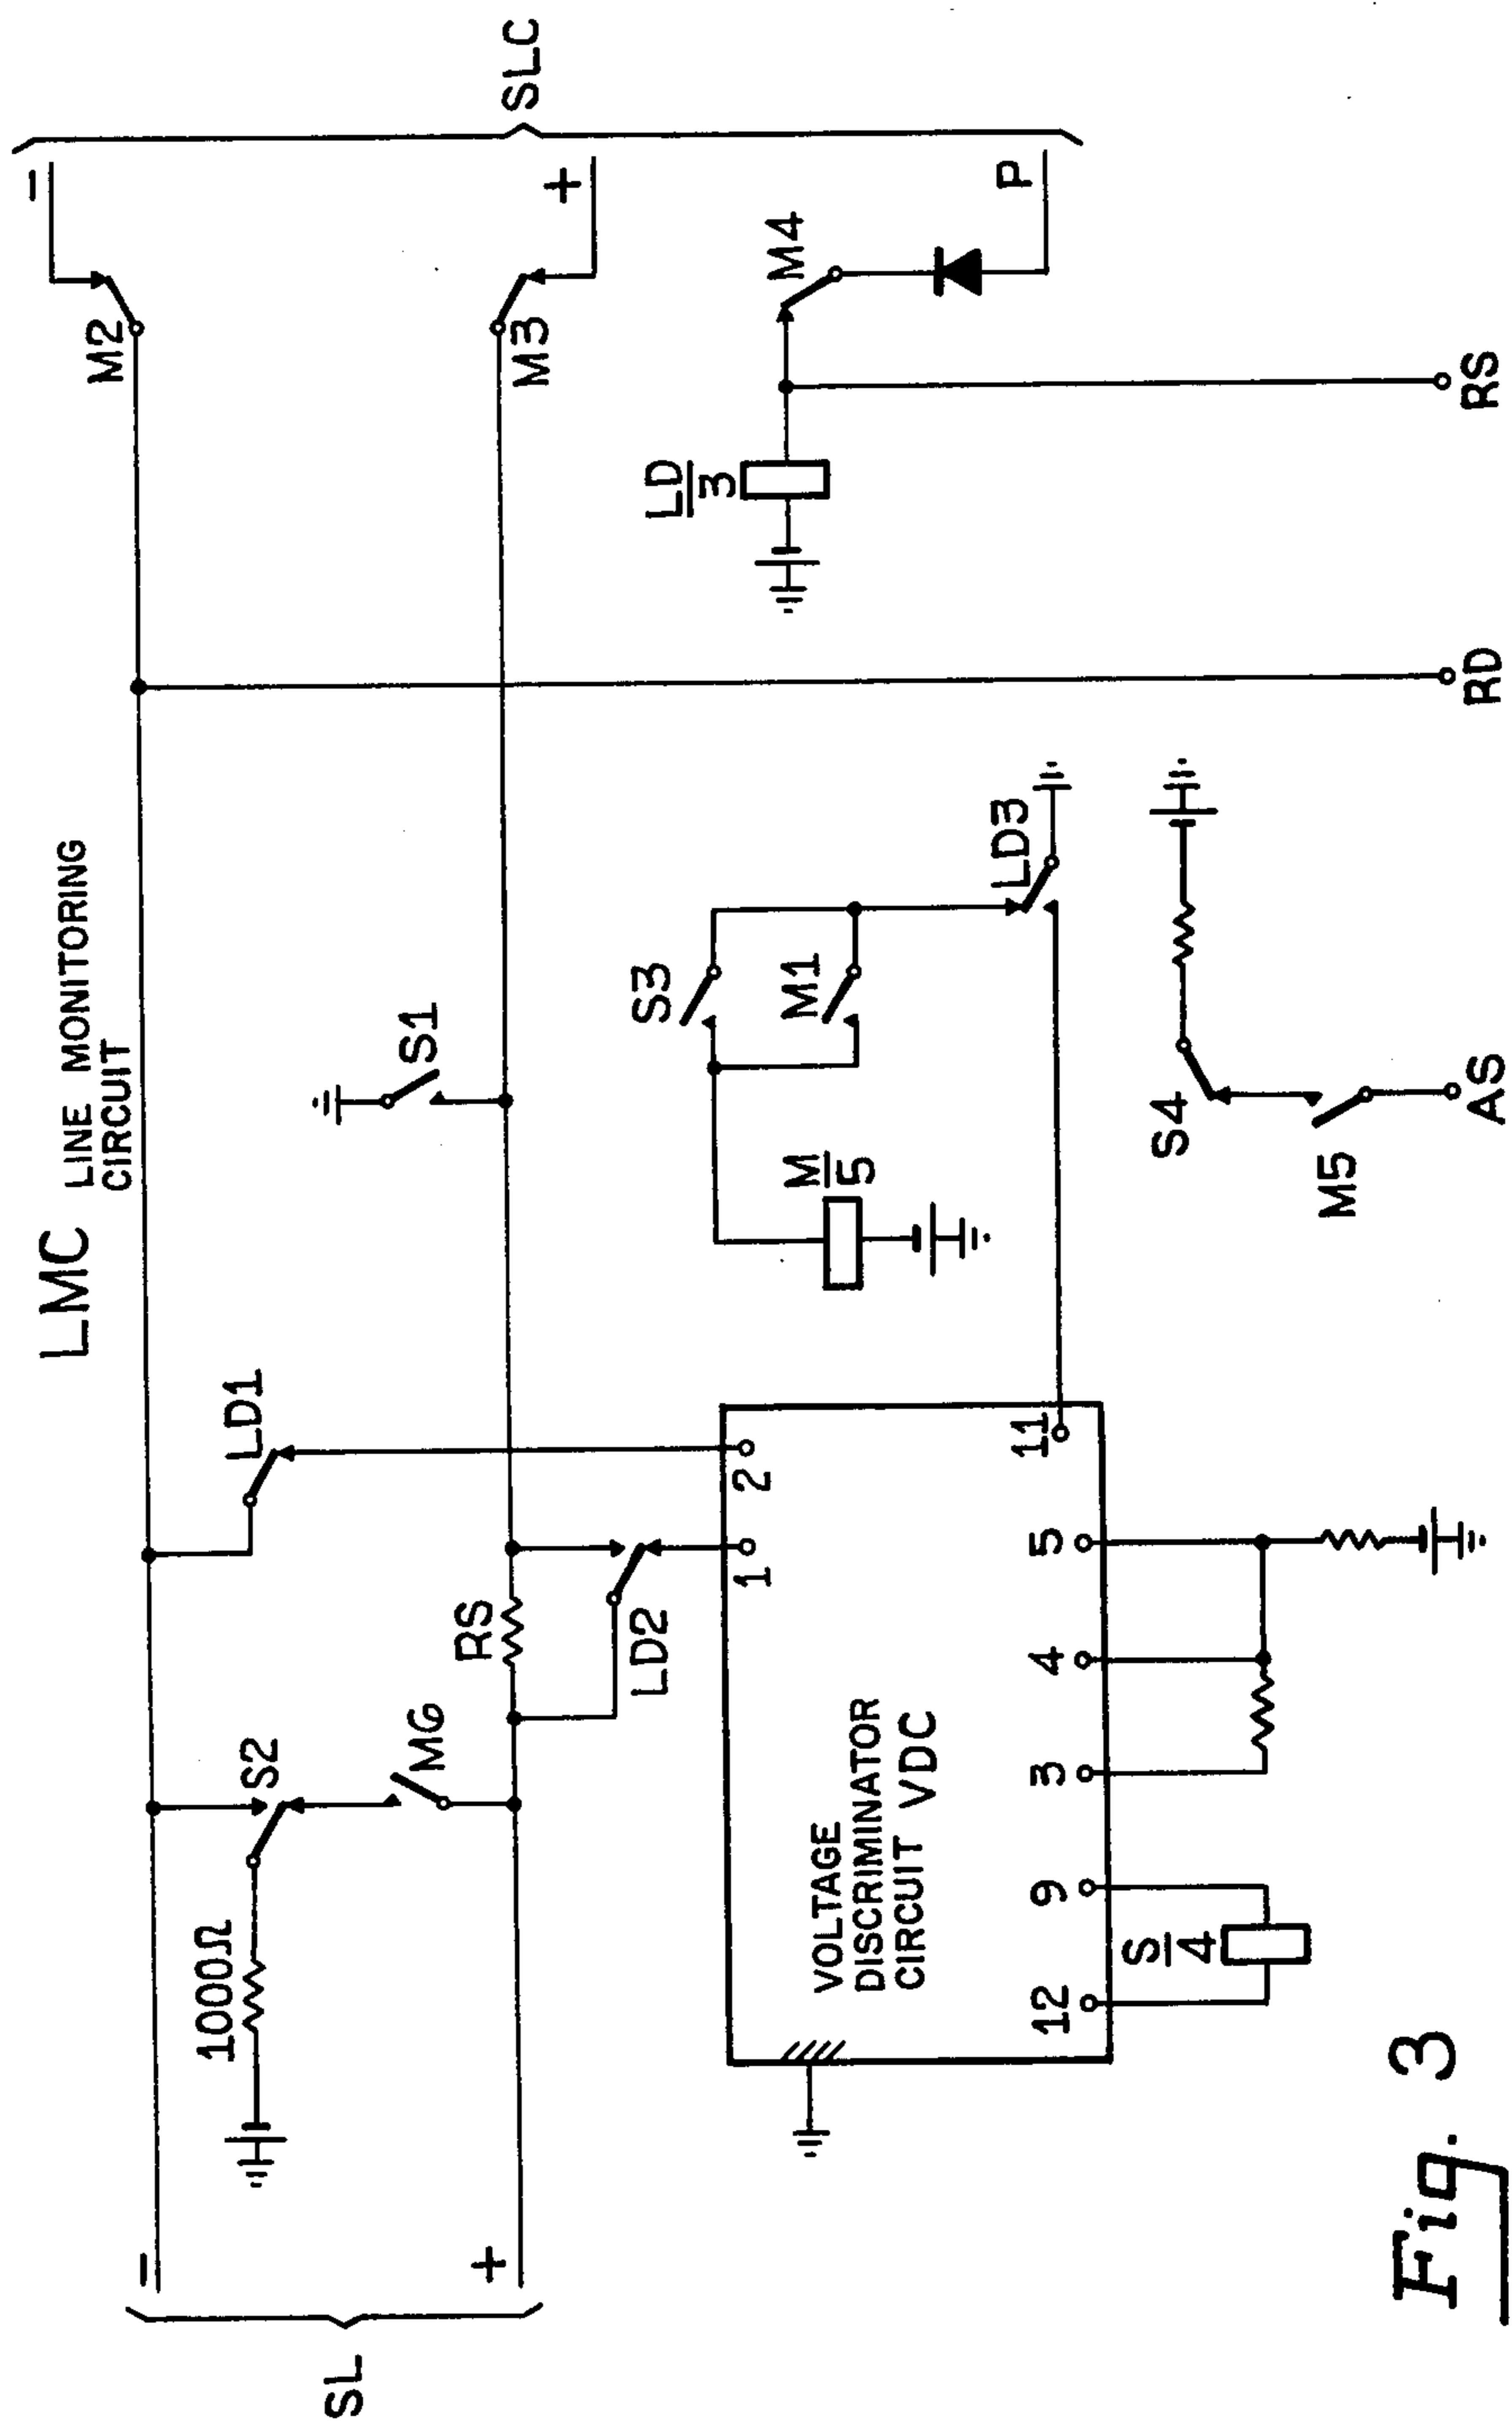 LMC
LINE MONITORING
CIRCUIT
SL
−
+
−
+
P
SLC
1000Ω
S2
M6
RS
LD1
LD2
S1
M2
M3
M4
LD
3
S3
M1
M
5
LD3
VOLTAGE
DISCRIMINATOR
CIRCUIT VDC
1
2
12
9
3
4
5
11
S
4
S4
M5
AS
RD
RS
Fig. 3